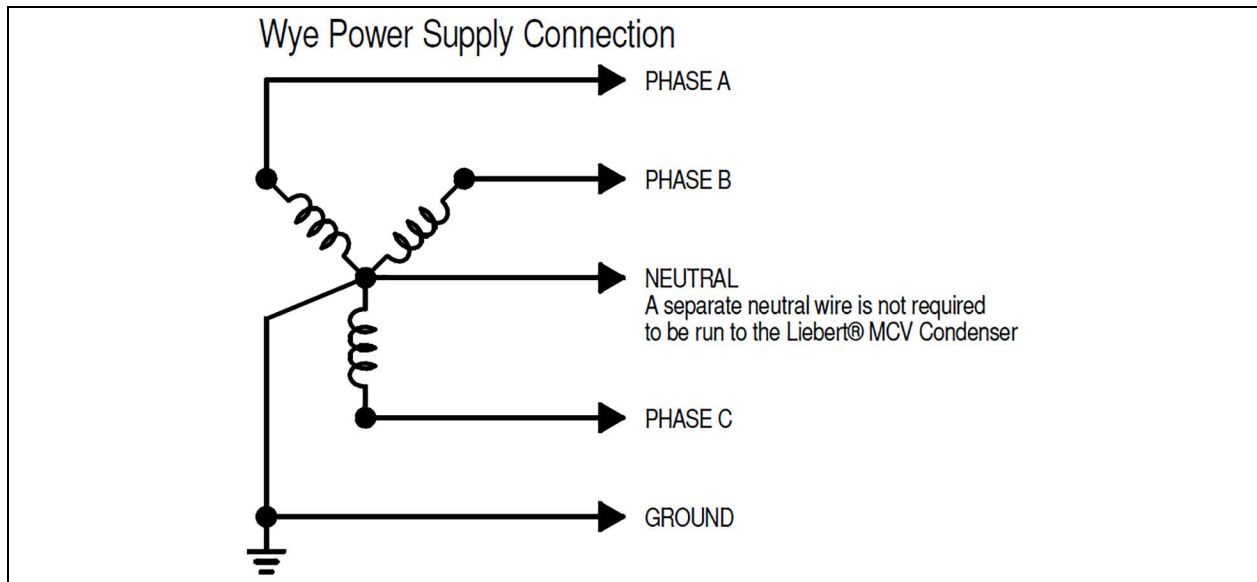 Wye Power Supply Connection
PHASE A
PHASE B
NEUTRAL
A separate neutral wire is not required
to be run to the Liebert® MCV Condenser
PHASE C
GROUND